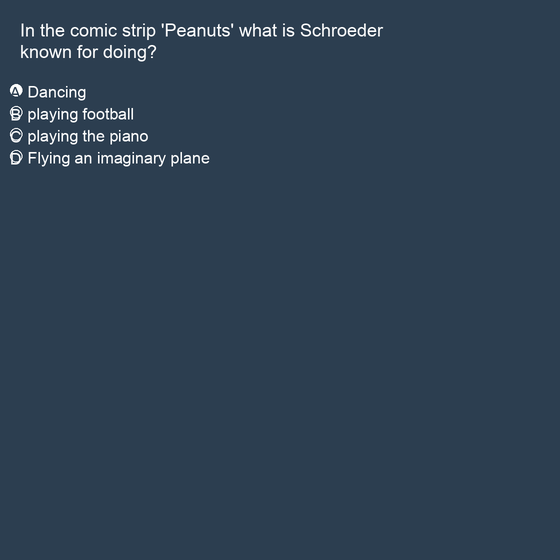 In the comic strip 'Peanuts' what is Schroeder
known for doing?
A Dancing
B playing football
C playing the piano
D Flying an imaginary plane